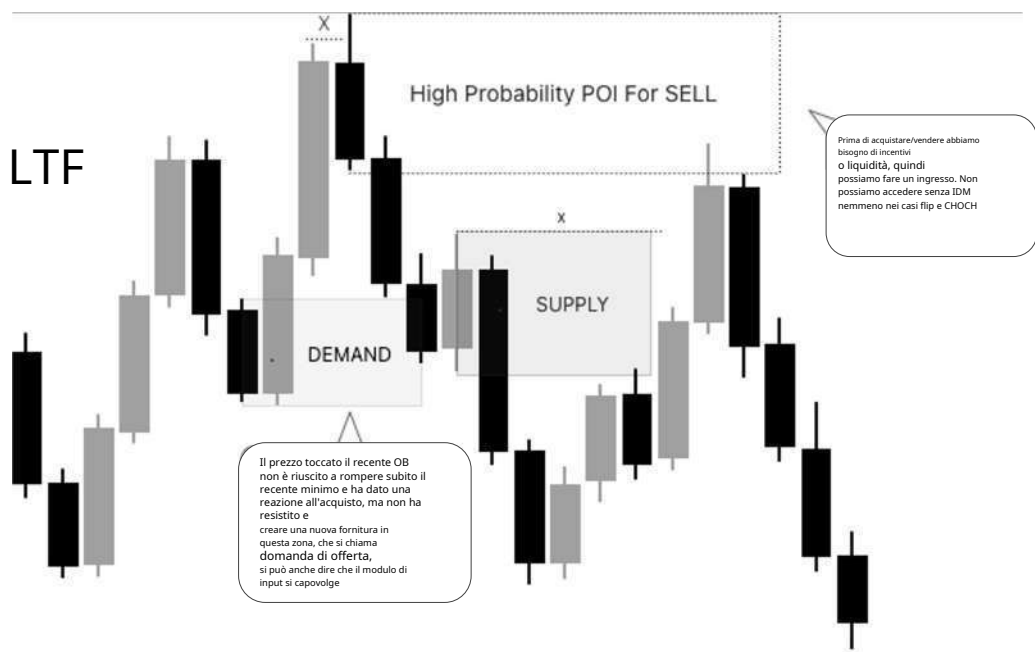 X
High Probability POI For SELL
LTF
Prima di acquistare/vendere abbiamo
bisogno di incentivi
o liquidità, quindi
possiamo fare un ingresso. Non
possiamo accedere senza IDM
nemmeno nei casi flip e CHOCH
X
SUPPLY
DEMAND
Il prezzo toccato il recente OB
non è riuscito a rompere subito il
recente minimo e ha dato una
reazione all'acquisto, ma non ha
resistito e
creare una nuova fornitura in
questa zona, che si chiama
domanda di offerta,
si può anche dire che il modulo di
input si capovolge